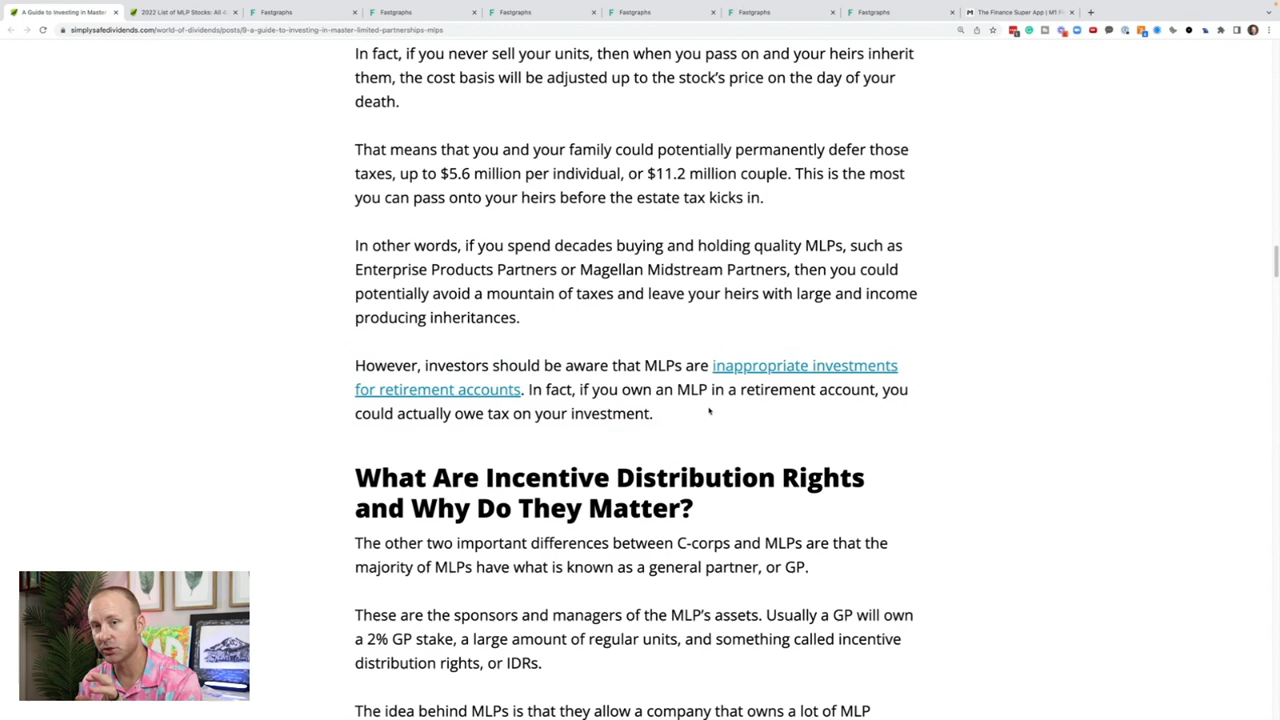 A Guide to Investing in Master
2022 List of MLP Stocks: All
Fastgraphs
Fastgraphs
Fastgraphs
Fastgraphs
Fastgraphs
Fastgraphs
The Finance Super App | M1 Fi
simplysafedividends.com/world-of-dividends/posts/9-a-guide-to-investing-in-master-limited-partnerships-mlps
In fact, if you never sell your units, then when you pass on and your heirs inherit
them, the cost basis will be adjusted up to the stock's price on the day of your
death.
That means that you and your family could potentially permanently defer those
taxes, up to $5.6 million per individual, or $11.2 million couple. This is the most
you can pass onto your heirs before the estate tax kicks in.
In other words, if you spend decades buying and holding quality MLPs, such as
Enterprise Products Partners or Magellan Midstream Partners, then you could
potentially avoid a mountain of taxes and leave your heirs with large and income
producing inheritances.
However, investors should be aware that MLPs are inappropriate investments
for retirement accounts. In fact, if you own an MLP in a retirement account, you
could actually owe tax on your investment.
What Are Incentive Distribution Rights
and Why Do They Matter?
The other two important differences between C-corps and MLPs are that the
majority of MLPs have what is known as a general partner, or GP.
These are the sponsors and managers of the MLP's assets. Usually a GP will own
a 2% GP stake, a large amount of regular units, and something called incentive
distribution rights, or IDRs.
The idea behind MLPs is that they allow a company that owns a lot of MLP